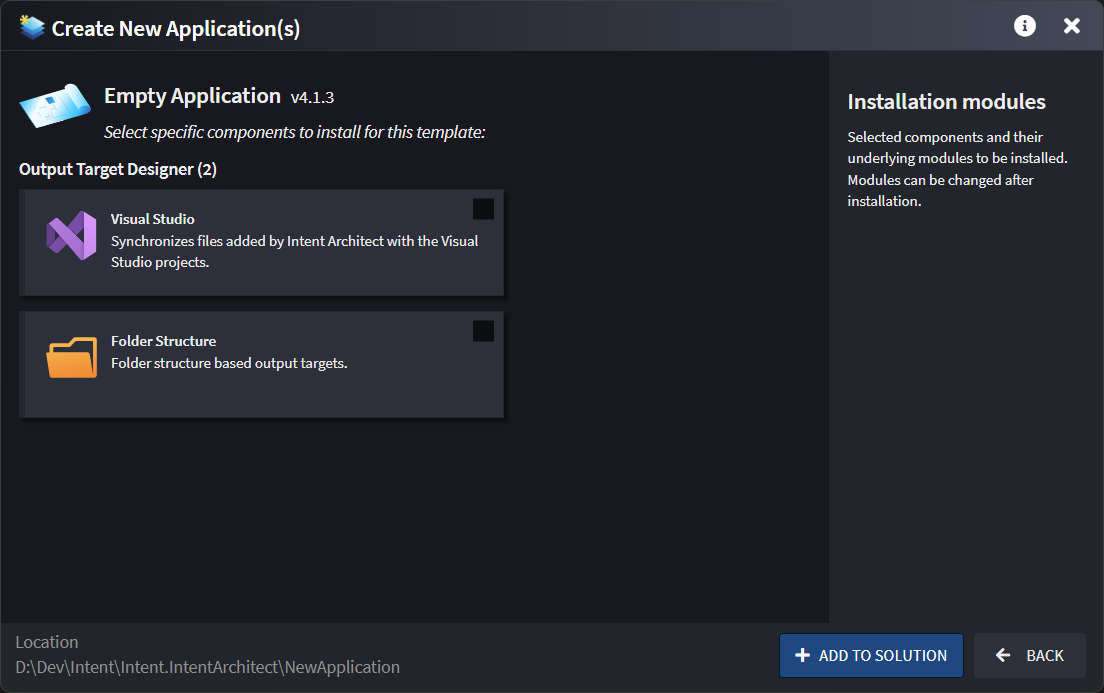 Create New Application(s)
Empty Application v4.1.3
Select specific components to install for this template:
Output Target Designer (2)
Visual Studio
Synchronizes files added by Intent Architect with the Visual
Studio projects.
Folder Structure
Folder structure based output targets.
Installation modules
Selected components and their
underlying modules to be installed.
Modules can be changed after
installation.
Location
D:\Dev\Intent\Intent.IntentArchitect\NewApplication
ADD TO SOLUTION
BACK